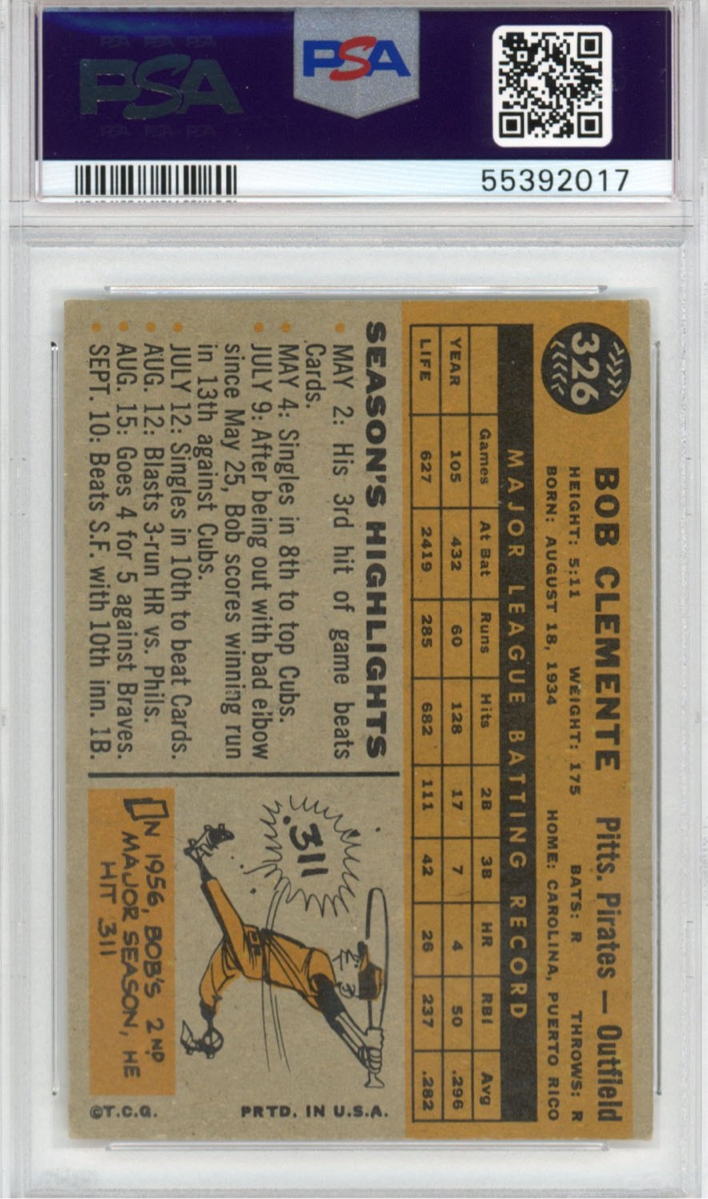 PSA PSA PSA
PSA
PSA PSA PSA
PSA
55392017
326
BOB CLEMENTE Pitts. Pirates — Outfield
HEIGHT: 5:11 WEIGHT: 175 BATS: R THROWS: R
BORN: AUGUST 18, 1934 HOME: CAROLINA, PUERTO RICO
MAJOR LEAGUE BATTING RECORD
Games At Bat Runs Hits 2B 3B HR RBI Avg
YEAR 105 432 60 128 17 7 4 50 .296
LIFE 627 2419 285 682 111 42 26 237 .282
SEASON'S HIGHLIGHTS
• MAY 2: His 3rd hit of game beats
Cards.
• MAY 4: Singles in 8th to top Cubs.
• JULY 9: After being out with bad elbow
since May 25, Bob scores winning run
in 13th against Cubs.
• JULY 12: Singles in 10th to beat Cards.
• AUG. 12: Blasts 3-run HR vs. Phils.
• AUG. 15: Goes 4 for 5 against Braves.
• SEPT. 10: Beats S.F. with 10th inn. 1B.
.311
IN 1956, BOB'S 2ND
MAJOR SEASON, HE
HIT .311
©T.C.G. PRTD. IN U.S.A.